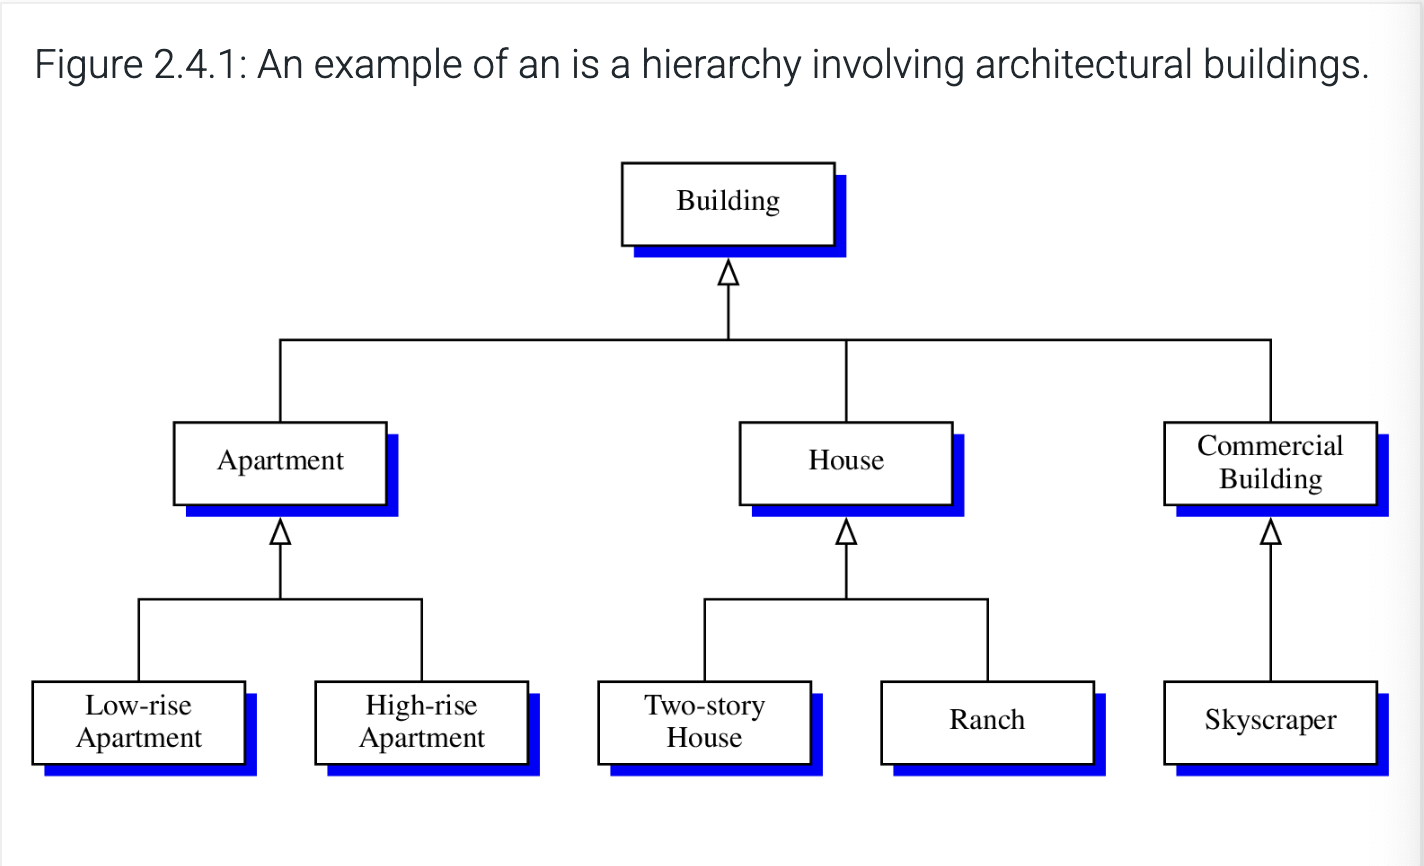 Figure 2.4.1: An example of an is a hierarchy involving architectural buildings.
Building
Apartment
House
Commercial
Building
Low-rise
Apartment
High-rise
Apartment
Two-story
House
Ranch
Skyscraper